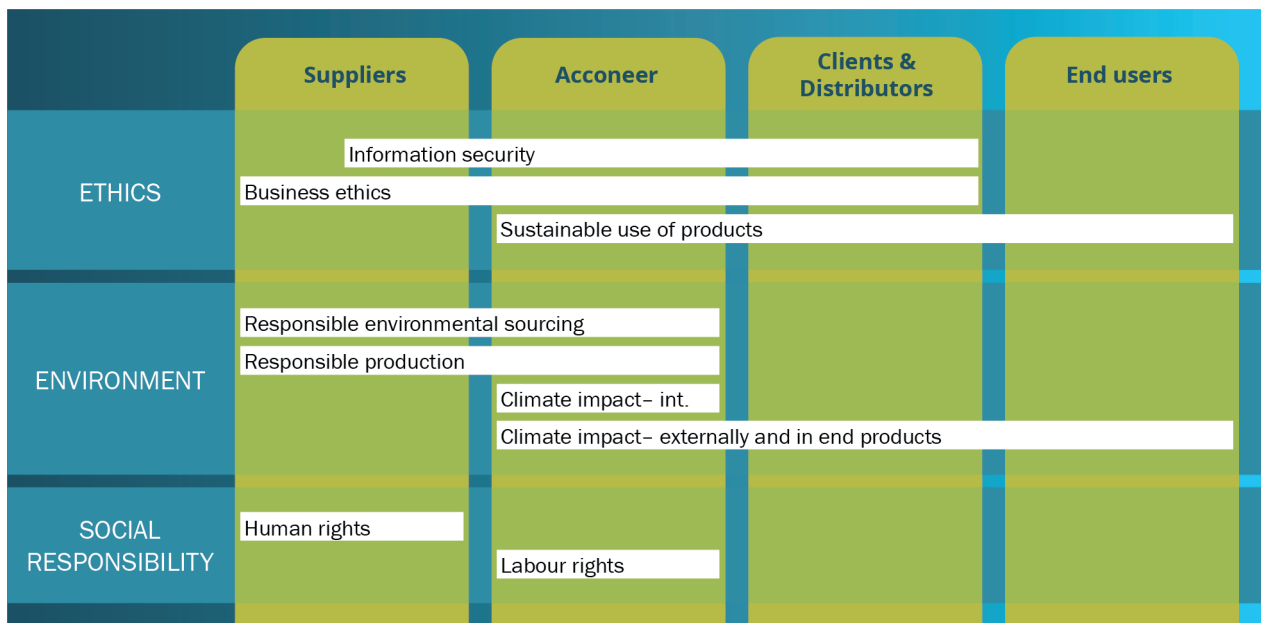 Suppliers
Acconeer
Clients &
Distributors
End users
ETHICS
Information security
Business ethics
Sustainable use of products
ENVIRONMENT
Responsible environmental sourcing
Responsible production
Climate impact– int.
Climate impact– externally and in end products
SOCIAL
RESPONSIBILITY
Human rights
Labour rights